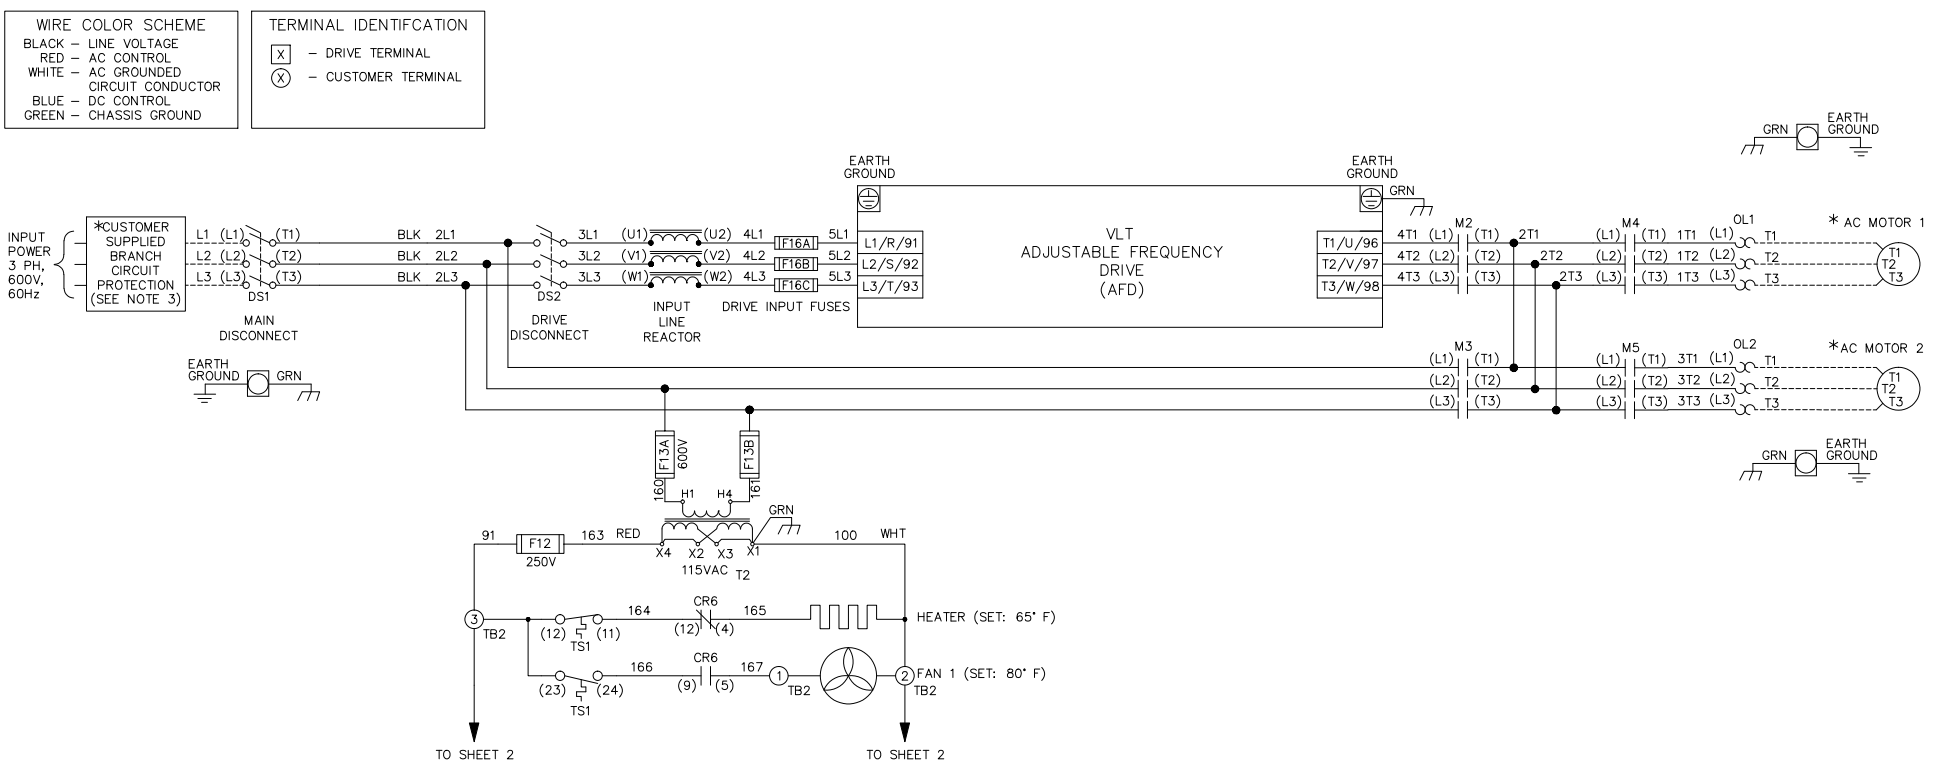 WIRE COLOR SCHEME
BLACK – LINE VOLTAGE
RED – AC CONTROL
WHITE – AC GROUNDED
CIRCUIT CONDUCTOR
BLUE – DC CONTROL
GREEN – CHASSIS GROUND
TERMINAL IDENTIFCATION
X – DRIVE TERMINAL
X – CUSTOMER TERMINAL
GRN
EARTH
GROUND
EARTH
GROUND
EARTH
GROUND
GRN
INPUT
POWER
3 PH,
600V,
60Hz
*CUSTOMER
SUPPLIED
BRANCH
CIRCUIT
PROTECTION
(SEE NOTE 3)
L1 (L1) (T1) BLK 2L1 3L1 (U1) (U2) 4L1 F16A 5L1 L1/R/91
L2 (L2) (T2) BLK 2L2 3L2 (V1) (V2) 4L2 F16B 5L2 L2/S/92
L3 (L3) (T3) BLK 2L3 3L3 (W1) (W2) 4L3 F16C 5L3 L3/T/93
DS1
MAIN
DISCONNECT
DS2
DRIVE
DISCONNECT
INPUT
LINE
REACTOR
DRIVE INPUT FUSES
VLT
ADJUSTABLE FREQUENCY
DRIVE
(AFD)
M2 M4 OL1 * AC MOTOR 1
T1/U/96 4T1 (L1) (T1) 2T1 (L1) (T1) 1T1 (L1) T1 T1
T2/V/97 4T2 (L2) (T2) 2T2 (L2) (T2) 1T2 (L2) T2 T2
T3/W/98 4T3 (L3) (T3) 2T3 (L3) (T3) 1T3 (L3) T3 T3
M3 M5 OL2 *AC MOTOR 2
(L1) (T1) (L1) (T1) 3T1 (L1) T1 T1
(L2) (T2) (L2) (T2) 3T2 (L2) T2 T2
(L3) (T3) (L3) (T3) 3T3 (L3) T3 T3
EARTH
GROUND
GRN
GRN
EARTH
GROUND
F13A
600V
F13B
160
161
H1 H4
GRN
91 F12 163 RED 100 WHT
250V
X4 X2 X3 X1
115VAC T2
3
TB2
164 CR6 165
(12) (11) (12) (4)
TS1
HEATER (SET: 65° F)
166 CR6 167 1 2
(23) (24) (9) (5) TB2 TB2
TS1
FAN 1 (SET: 80° F)
TO SHEET 2
TO SHEET 2